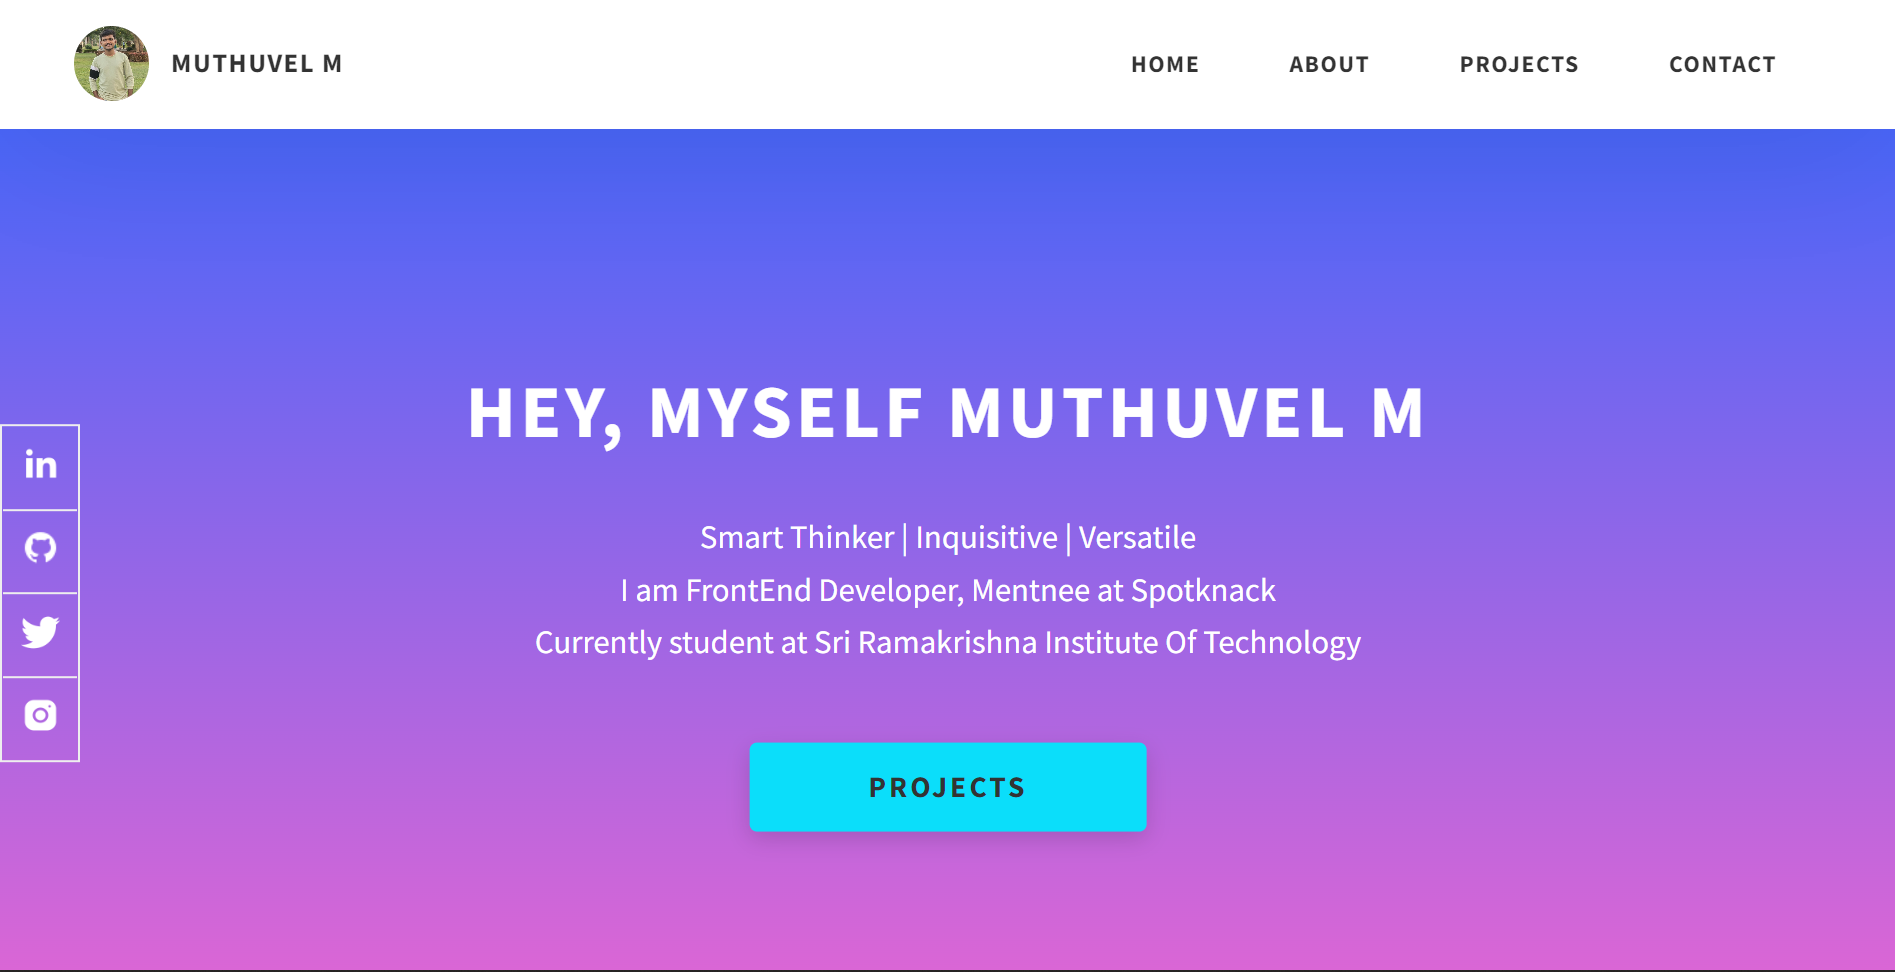 MUTHUVEL M
HOME ABOUT PROJECTS CONTACT
HEY, MYSELF MUTHUVEL M
Smart Thinker | Inquisitive | Versatile
I am FrontEnd Developer, Mentnee at Spotknack
Currently student at Sri Ramakrishna Institute Of Technology
in
PROJECTS